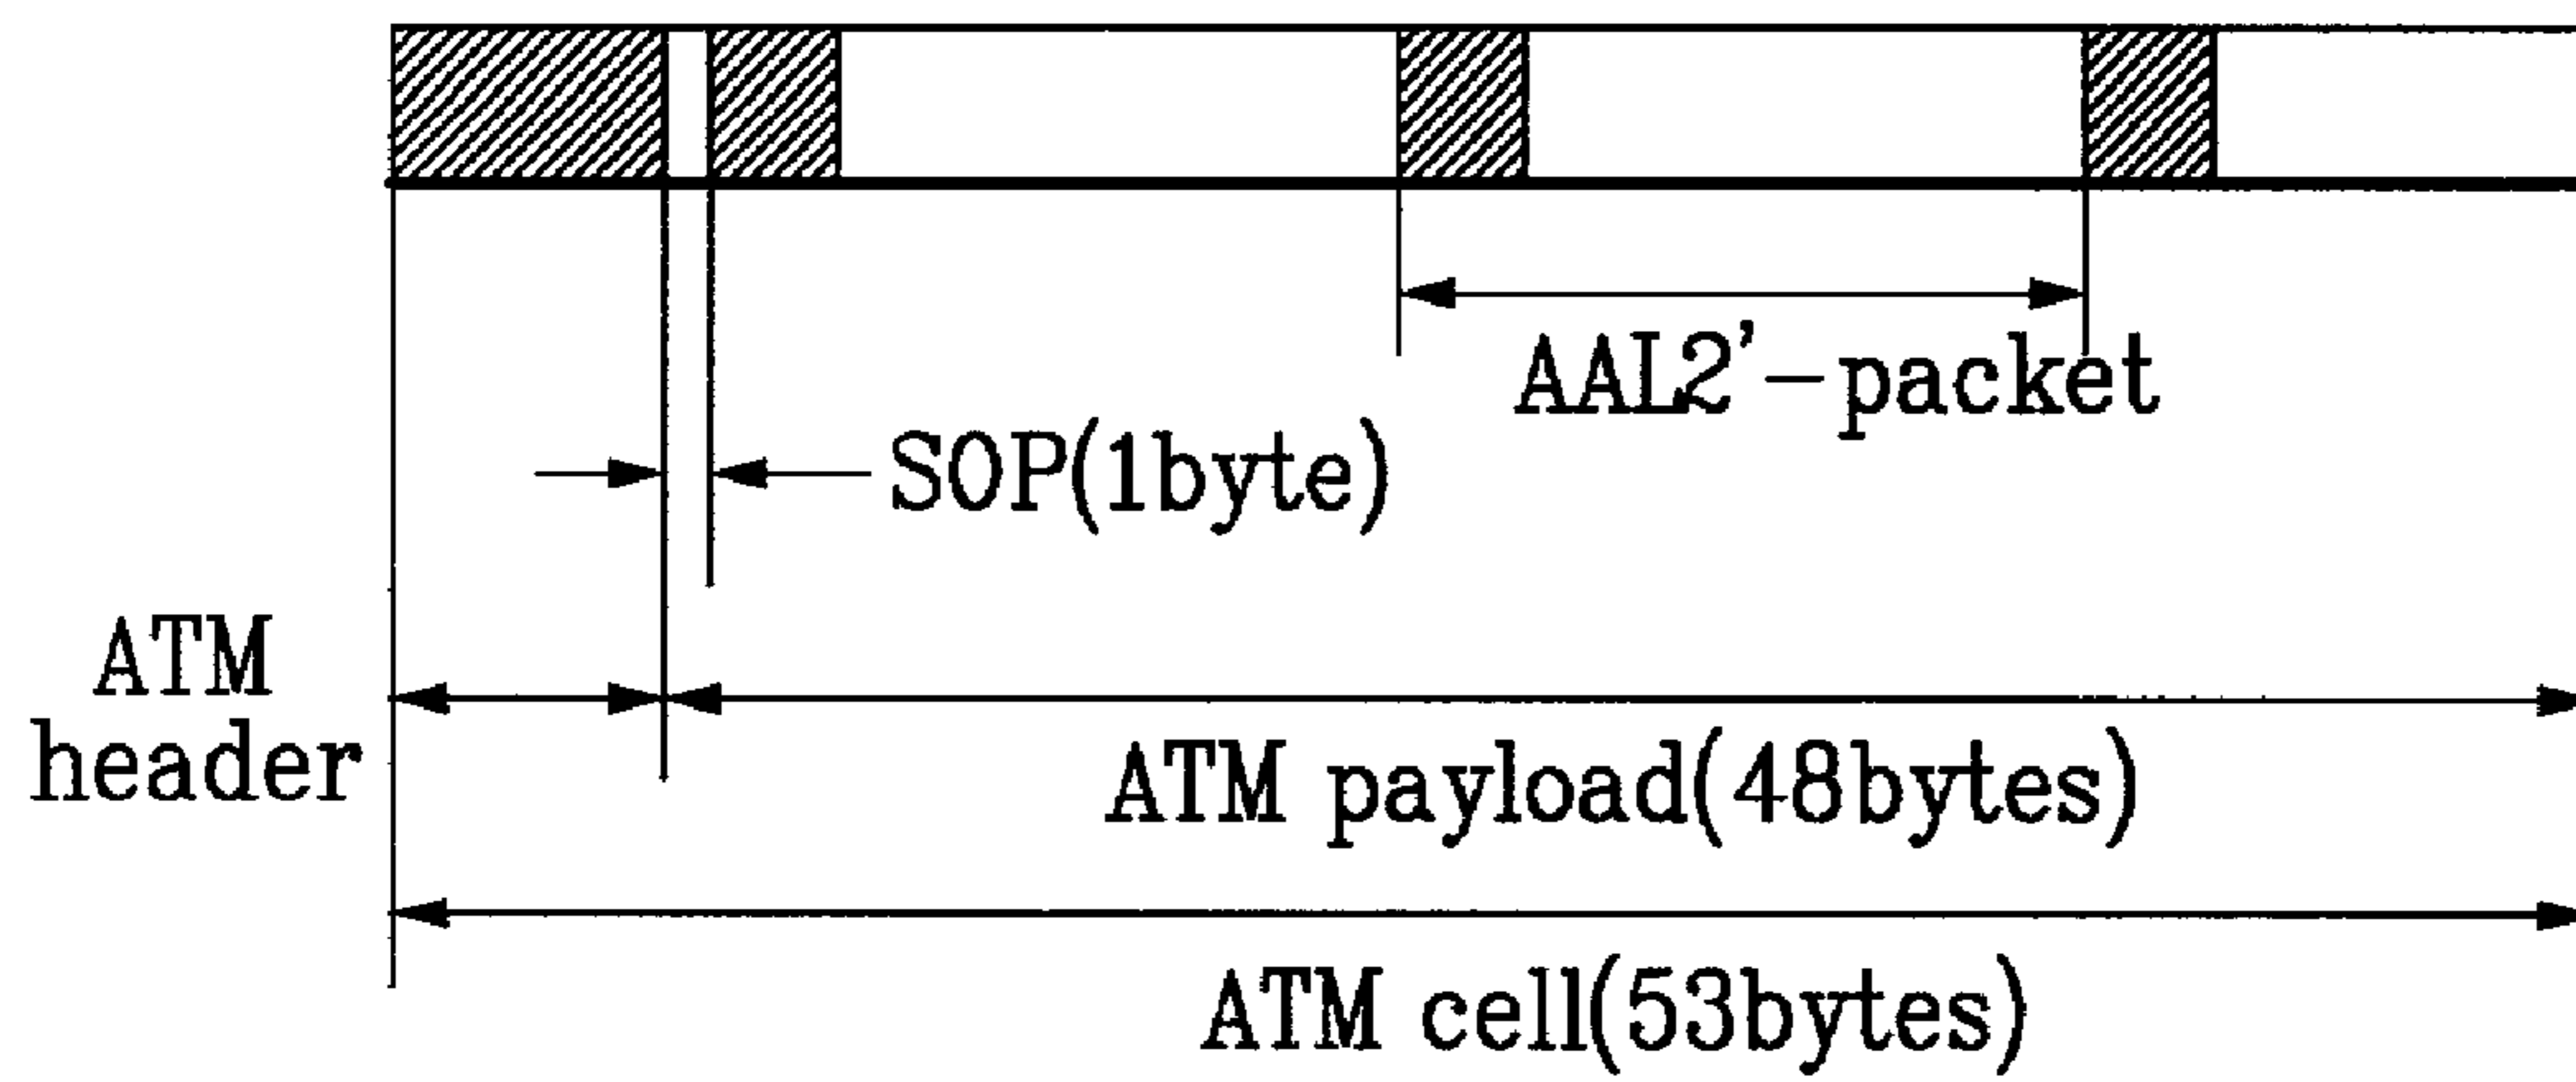 AAL2'-packet
SOP(1byte)
ATM
header
ATM payload(48bytes)
ATM cell(53bytes)